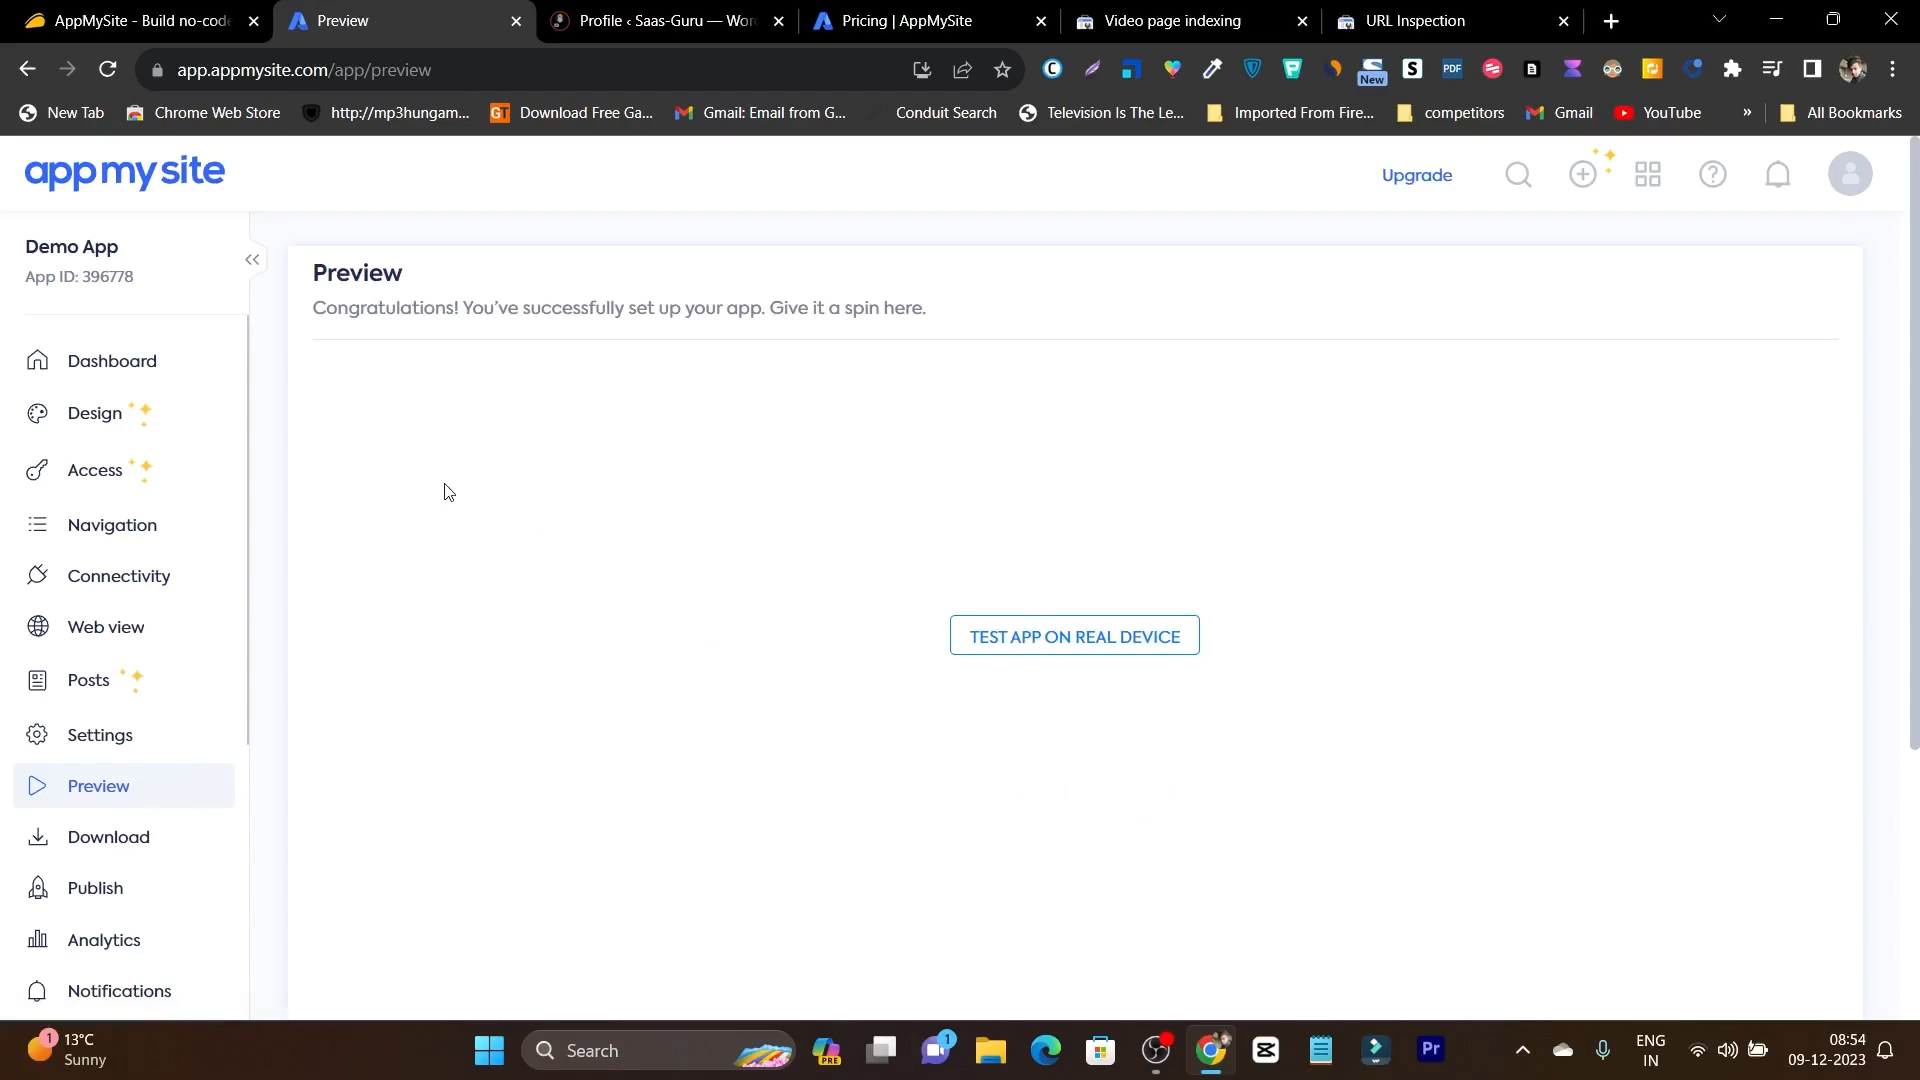 AppMySite - Build no-code
Preview
Profile ‹ Saas-Guru — Wor
Pricing | AppMySite
Video page indexing
URL Inspection
app.appmysite.com/app/preview
New
PDF
New Tab
Chrome Web Store
http://mp3hungam...
GT
Download Free Ga...
Gmail: Email from G...
Conduit Search
Television Is The Le...
Imported From Fire...
competitors
Gmail
YouTube
»
All Bookmarks
appmysite
Upgrade
Demo App
App ID: 396778
Preview
Congratulations! You've successfully set up your app. Give it a spin here.
Dashboard
Design
Access
Navigation
Connectivity
Web view
Posts
Settings
Preview
Download
Publish
Analytics
Notifications
TEST APP ON REAL DEVICE
1
13°C
Sunny
Search
PRE
1
Pr
ENG
IN
08:54
09-12-2023